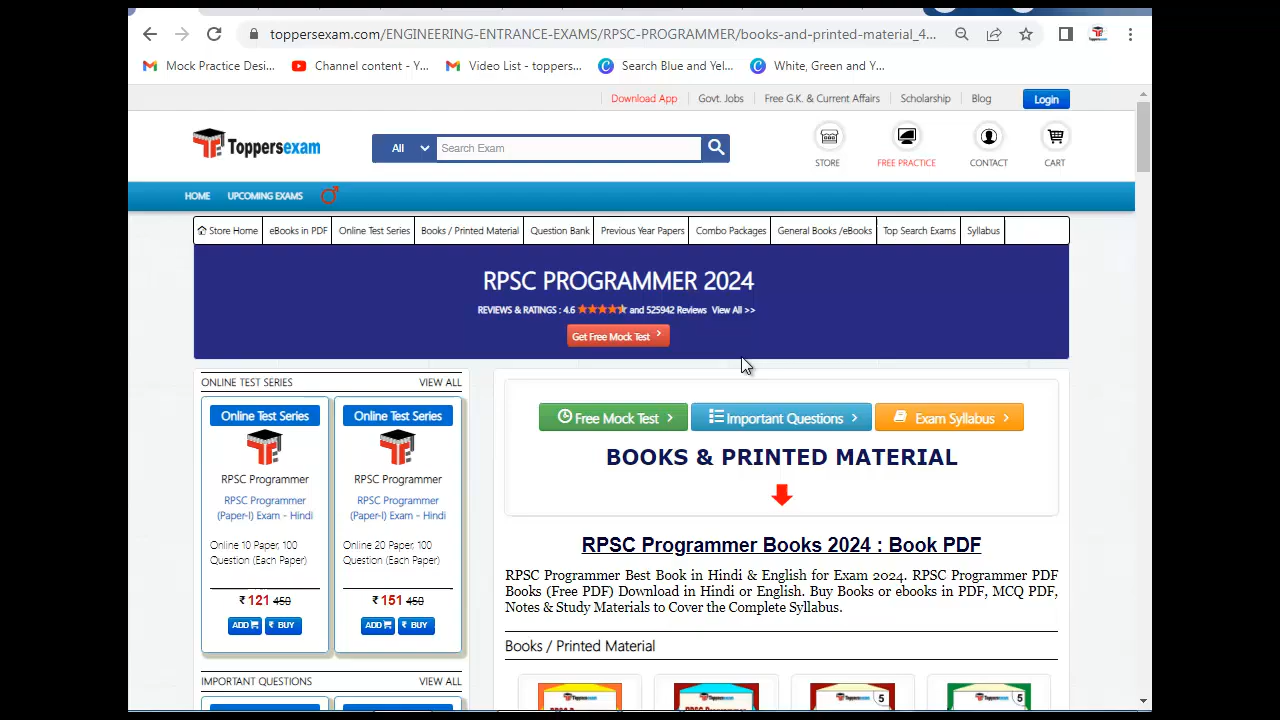 toppersexam.com/ENGINEERING-ENTRANCE-EXAMS/RPSC-PROGRAMMER/books-and-printed-material_4...
Mock Practice Desi... Channel content - Y... Video List - toppers... Search Blue and Yel... White, Green and Y...
Download App Govt. Jobs Free G.K. & Current Affairs Scholarship Blog Login
Toppersexam All Search Exam
STORE FREE PRACTICE CONTACT CART
HOME UPCOMING EXAMS
Store Home eBooks in PDF Online Test Series Books / Printed Material Question Bank Previous Year Papers Combo Packages General Books /eBooks Top Search Exams Syllabus
RPSC PROGRAMMER 2024
REVIEWS & RATINGS : 4.6 and 525942 Reviews View All >>
Get Free Mock Test
ONLINE TEST SERIES VIEW ALL
Online Test Series
RPSC Programmer
RPSC Programmer
(Paper-I) Exam - Hindi
Online 10 Paper, 100
Question (Each Paper)
₹ 121 450
ADD ₹ BUY
Online Test Series
RPSC Programmer
RPSC Programmer
(Paper-I) Exam - Hindi
Online 20 Paper, 100
Question (Each Paper)
₹ 151 450
ADD ₹ BUY
IMPORTANT QUESTIONS VIEW ALL
Free Mock Test Important Questions Exam Syllabus
BOOKS & PRINTED MATERIAL
RPSC Programmer Books 2024 : Book PDF
RPSC Programmer Best Book in Hindi & English for Exam 2024. RPSC Programmer PDF
Books (Free PDF) Download in Hindi or English. Buy Books or ebooks in PDF, MCQ PDF,
Notes & Study Materials to Cover the Complete Syllabus.
Books / Printed Material
Toppersexam Toppersexam Toppersexam 5 Toppersexam 5